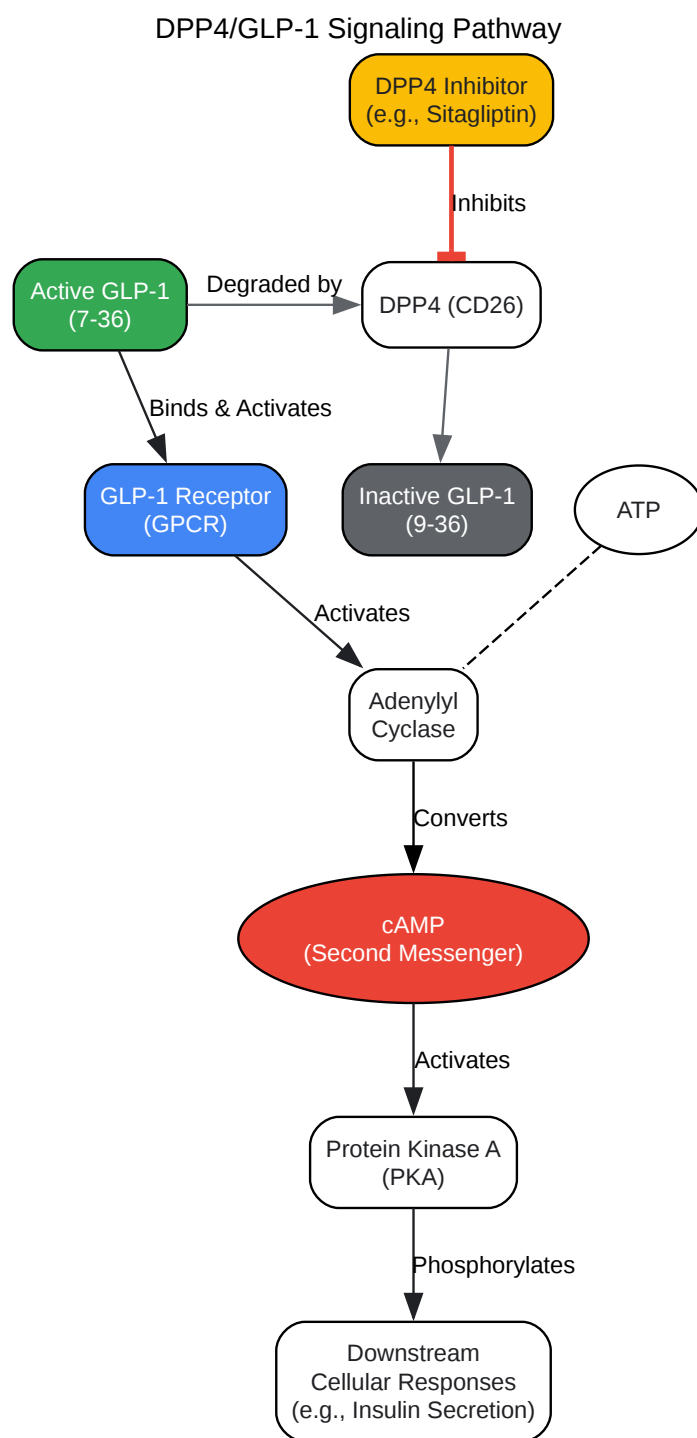 DPP4/GLP-1 Signaling Pathway
DPP4 Inhibitor
(e.g., Sitagliptin)
Inhibits
Active GLP-1
(7-36)
Degraded by
DPP4 (CD26)
Binds & Activates
GLP-1 Receptor
(GPCR)
Inactive GLP-1
(9-36)
ATP
Activates
Adenylyl
Cyclase
Converts
cAMP
(Second Messenger)
Activates
Protein Kinase A
(PKA)
Phosphorylates
Downstream
Cellular Responses
(e.g., Insulin Secretion)